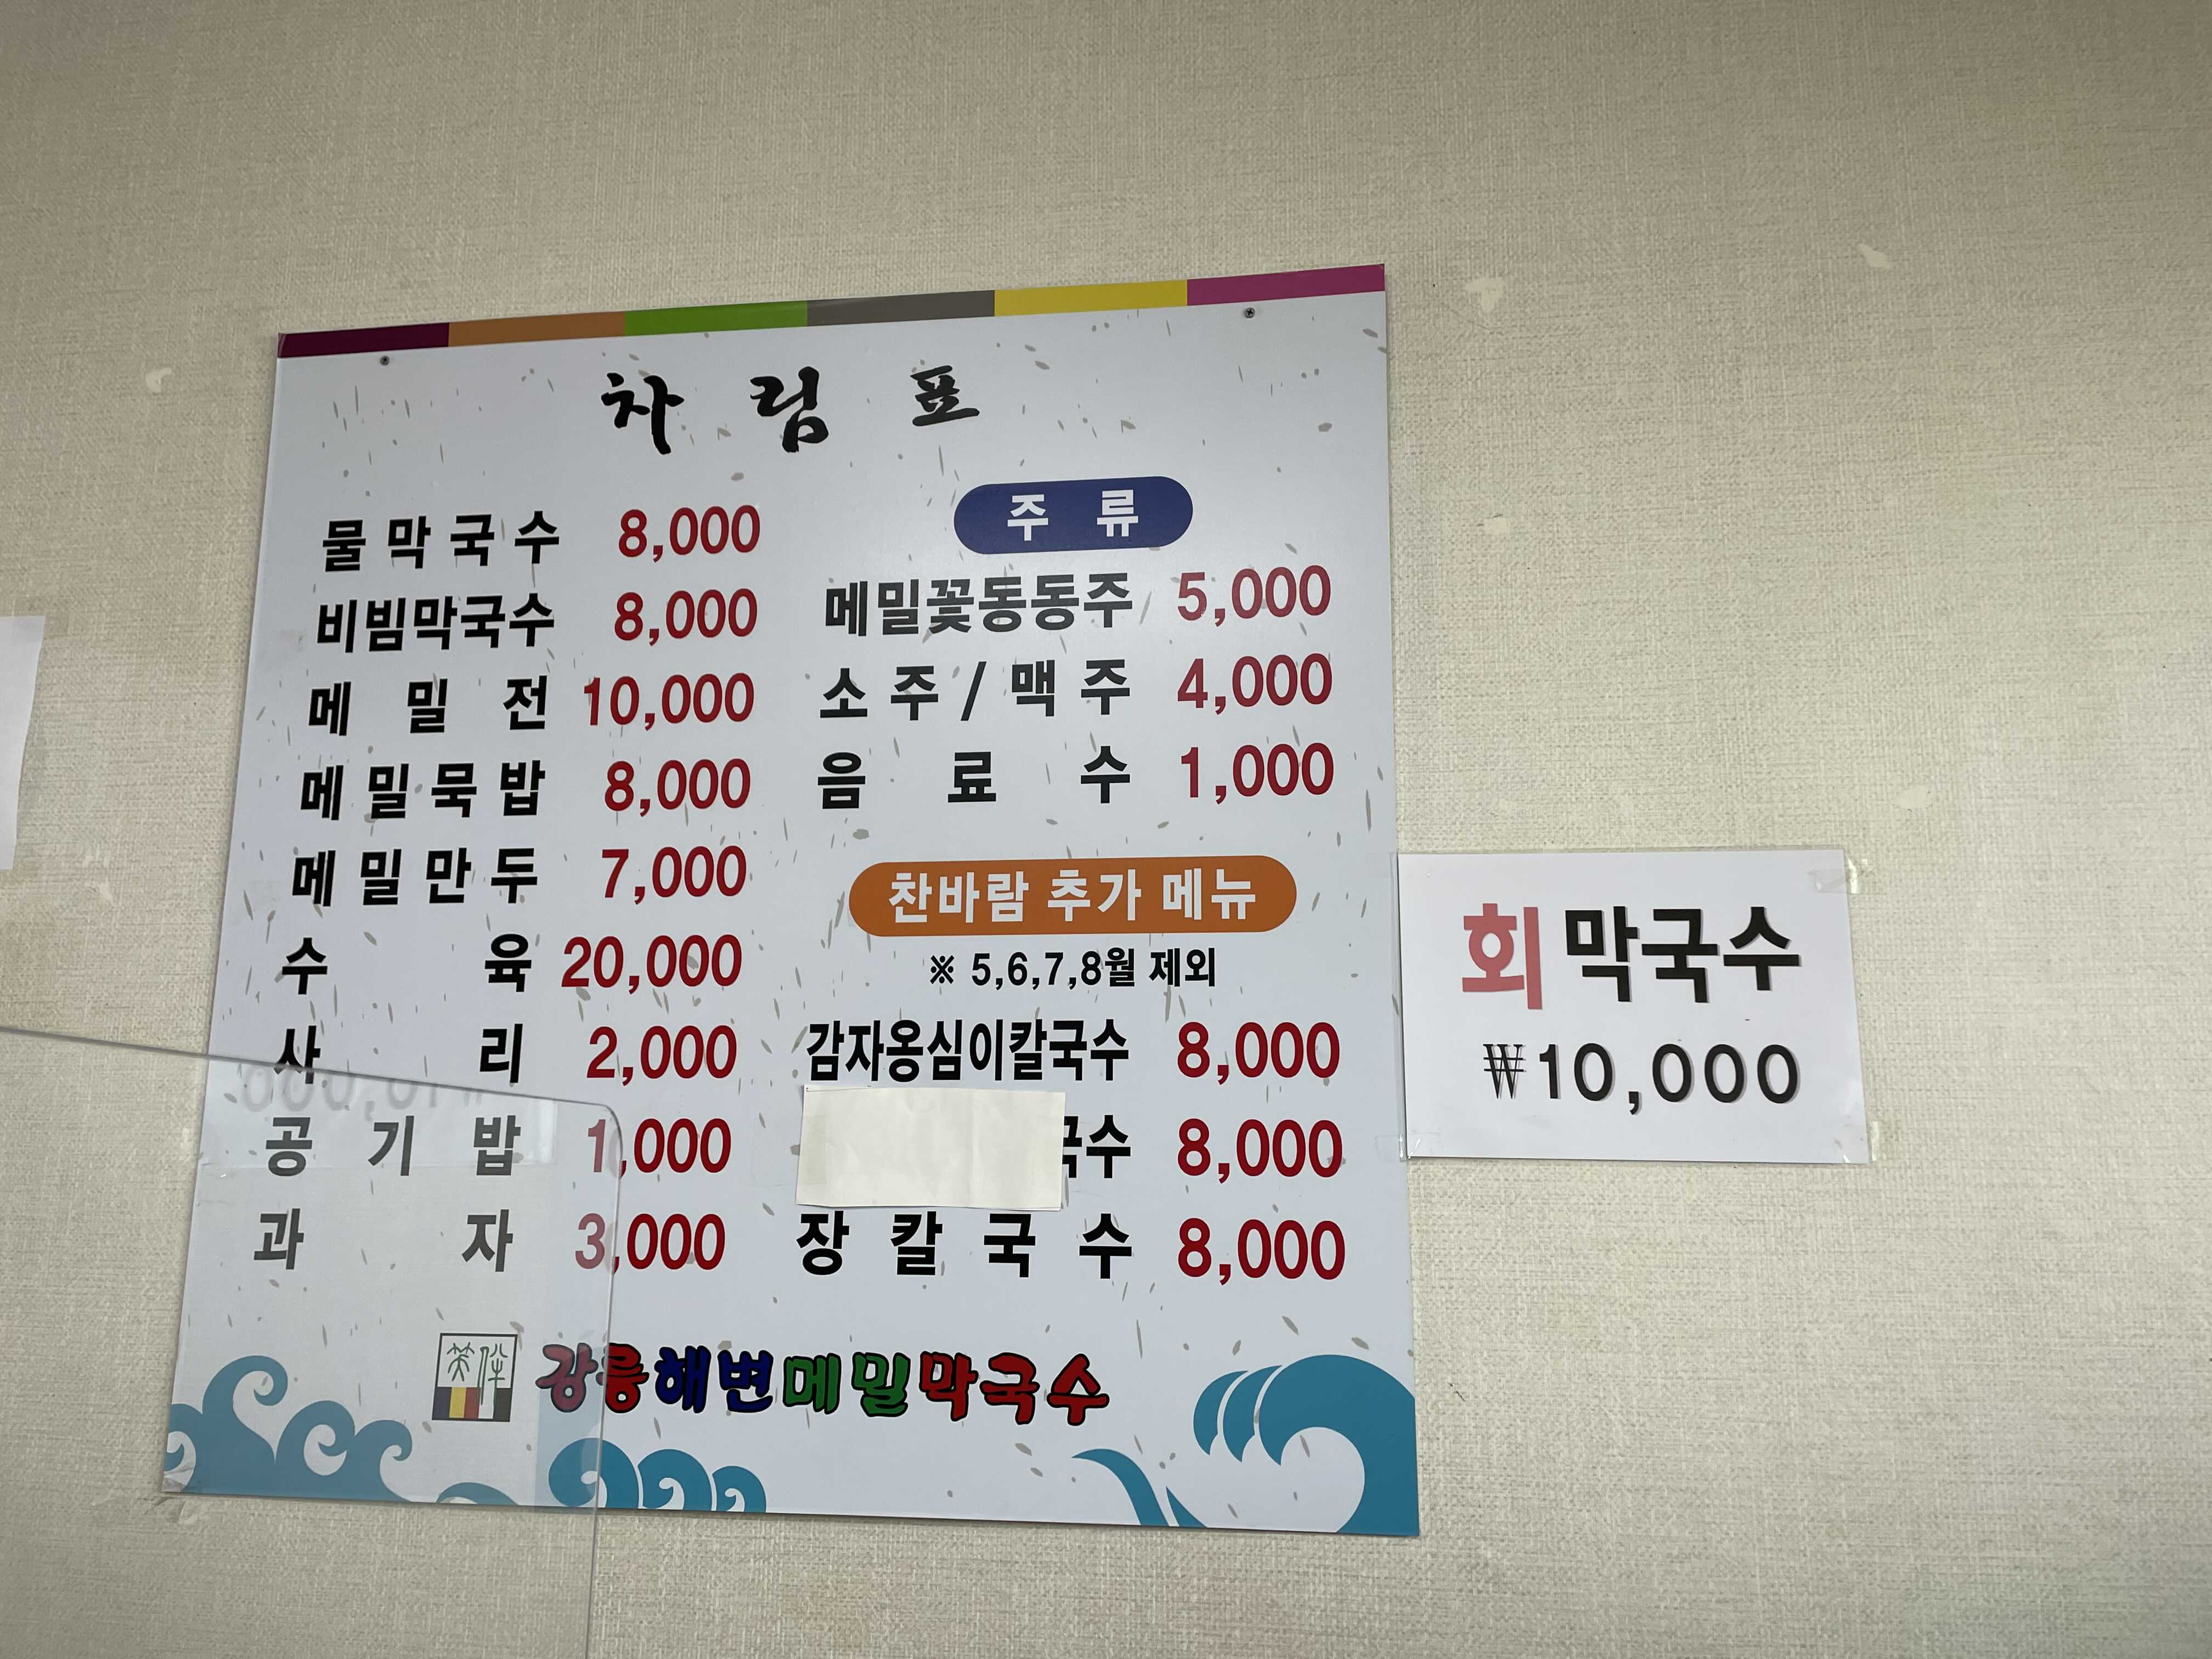 차림표
물막국수 8,000
비빔막국수 8,000
메밀전 10,000
메밀묵밥 8,000
메밀만두 7,000
수육 20,000
사리 2,000
공기밥 1,000
과자 3,000
주류
메밀꽃동동주 5,000
소주/맥주 4,000
음료수 1,000
찬바람 추가 메뉴
※ 5,6,7,8월 제외
감자옹심이칼국수 8,000
국수 8,000
장칼국수 8,000
강릉해변메밀막국수
회막국수
₩10,000